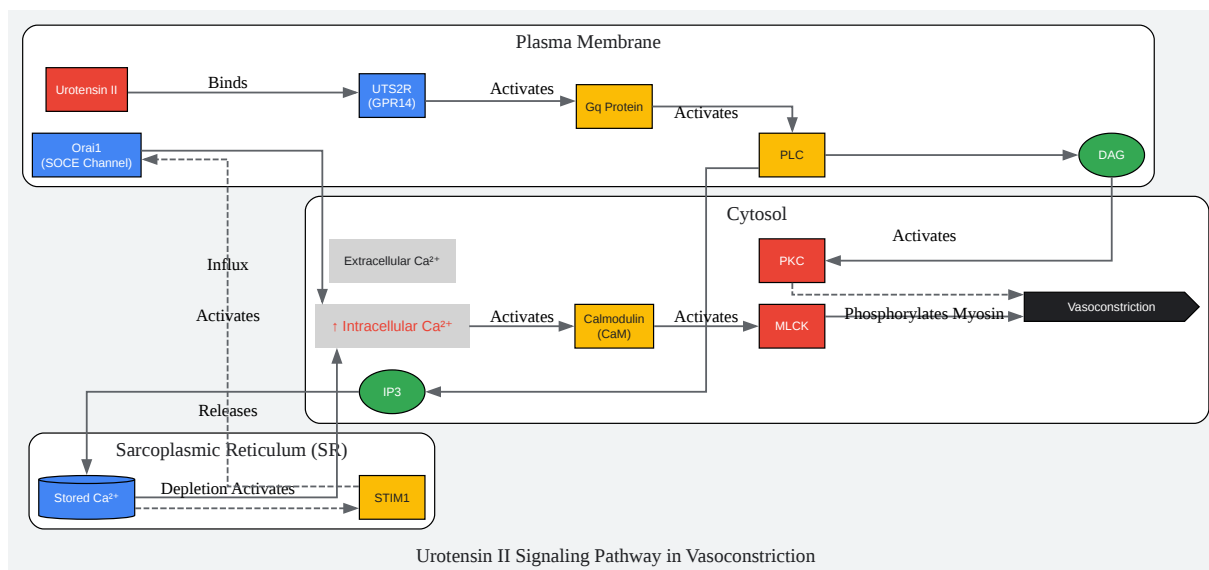 Plasma Membrane
Urotensin II
Binds
UTS2R
(GPR14)
Activates
Gq Protein
Activates
Orai1
(SOCE Channel)
PLC
DAG
Cytosol
Activates
Extracellular Ca²⁺
PKC
Influx
Vasoconstriction
Activates
↑ Intracellular Ca²⁺
Activates
Calmodulin
(CaM)
Activates
MLCK
Phosphorylates Myosin
IP3
Releases
Sarcoplasmic Reticulum (SR)
Stored Ca²⁺
Depletion Activates
STIM1
Urotensin II Signaling Pathway in Vasoconstriction